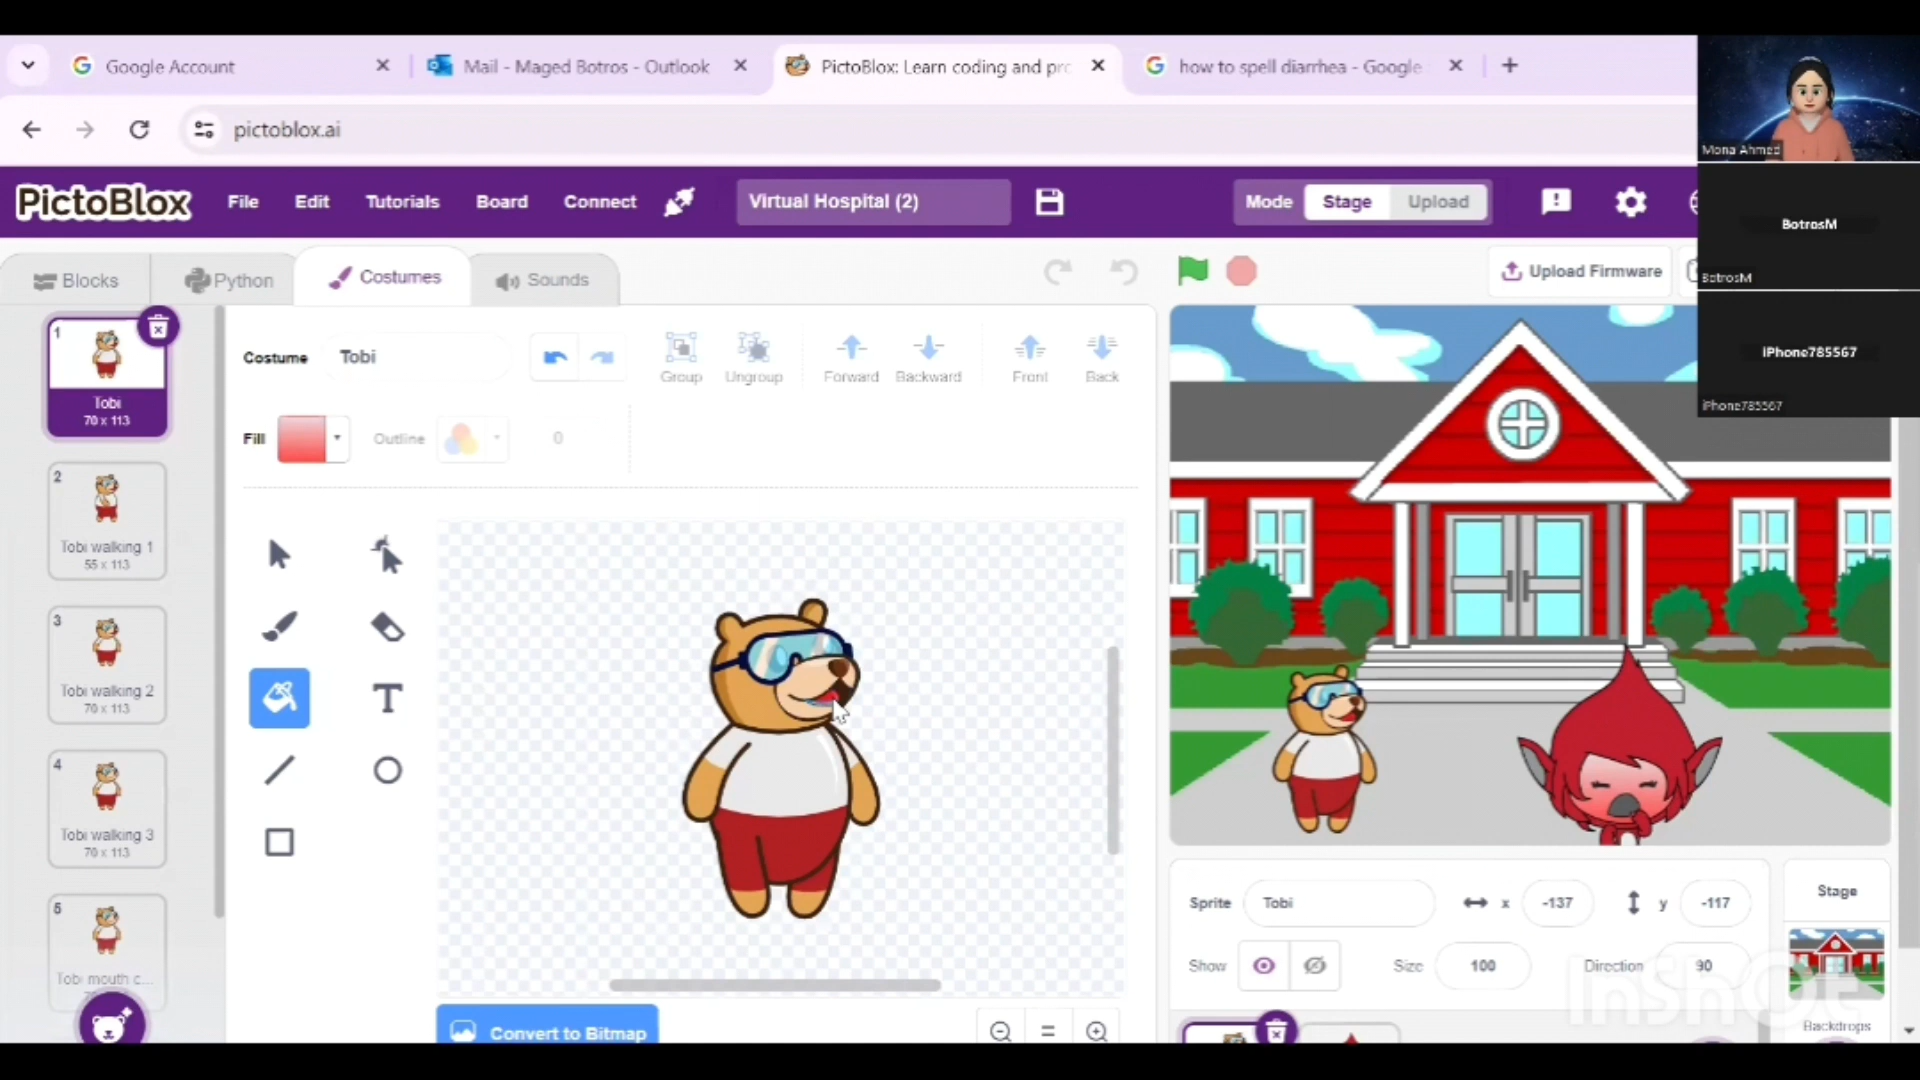 Google Account
Mail - Maged Botros - Outlook
PictoBlox: Learn coding and pro
how to spell diarrhea - Google
pictoblox.ai
Mona Ahmed
BotrosM
BotrosM
iPhone785567
iPhone785567
PictoBlox
File
Edit
Tutorials
Board
Connect
Virtual Hospital (2)
Mode
Stage
Upload
Blocks
Python
Costumes
Sounds
Upload Firmware
1
Tobi
70 x 113
2
Tobi walking 1
55 x 113
3
Tobi walking 2
70 x 113
4
Tobi walking 3
70 x 113
5
Tobi mouth c...
Costume
Tobi
Group
Ungroup
Forward
Backward
Front
Back
Fill
Outline
0
T
Convert to Bitmap
Sprite
Tobi
x
-137
y
-117
Show
Size
100
Direction
90
Stage
Backdrops
InShOt